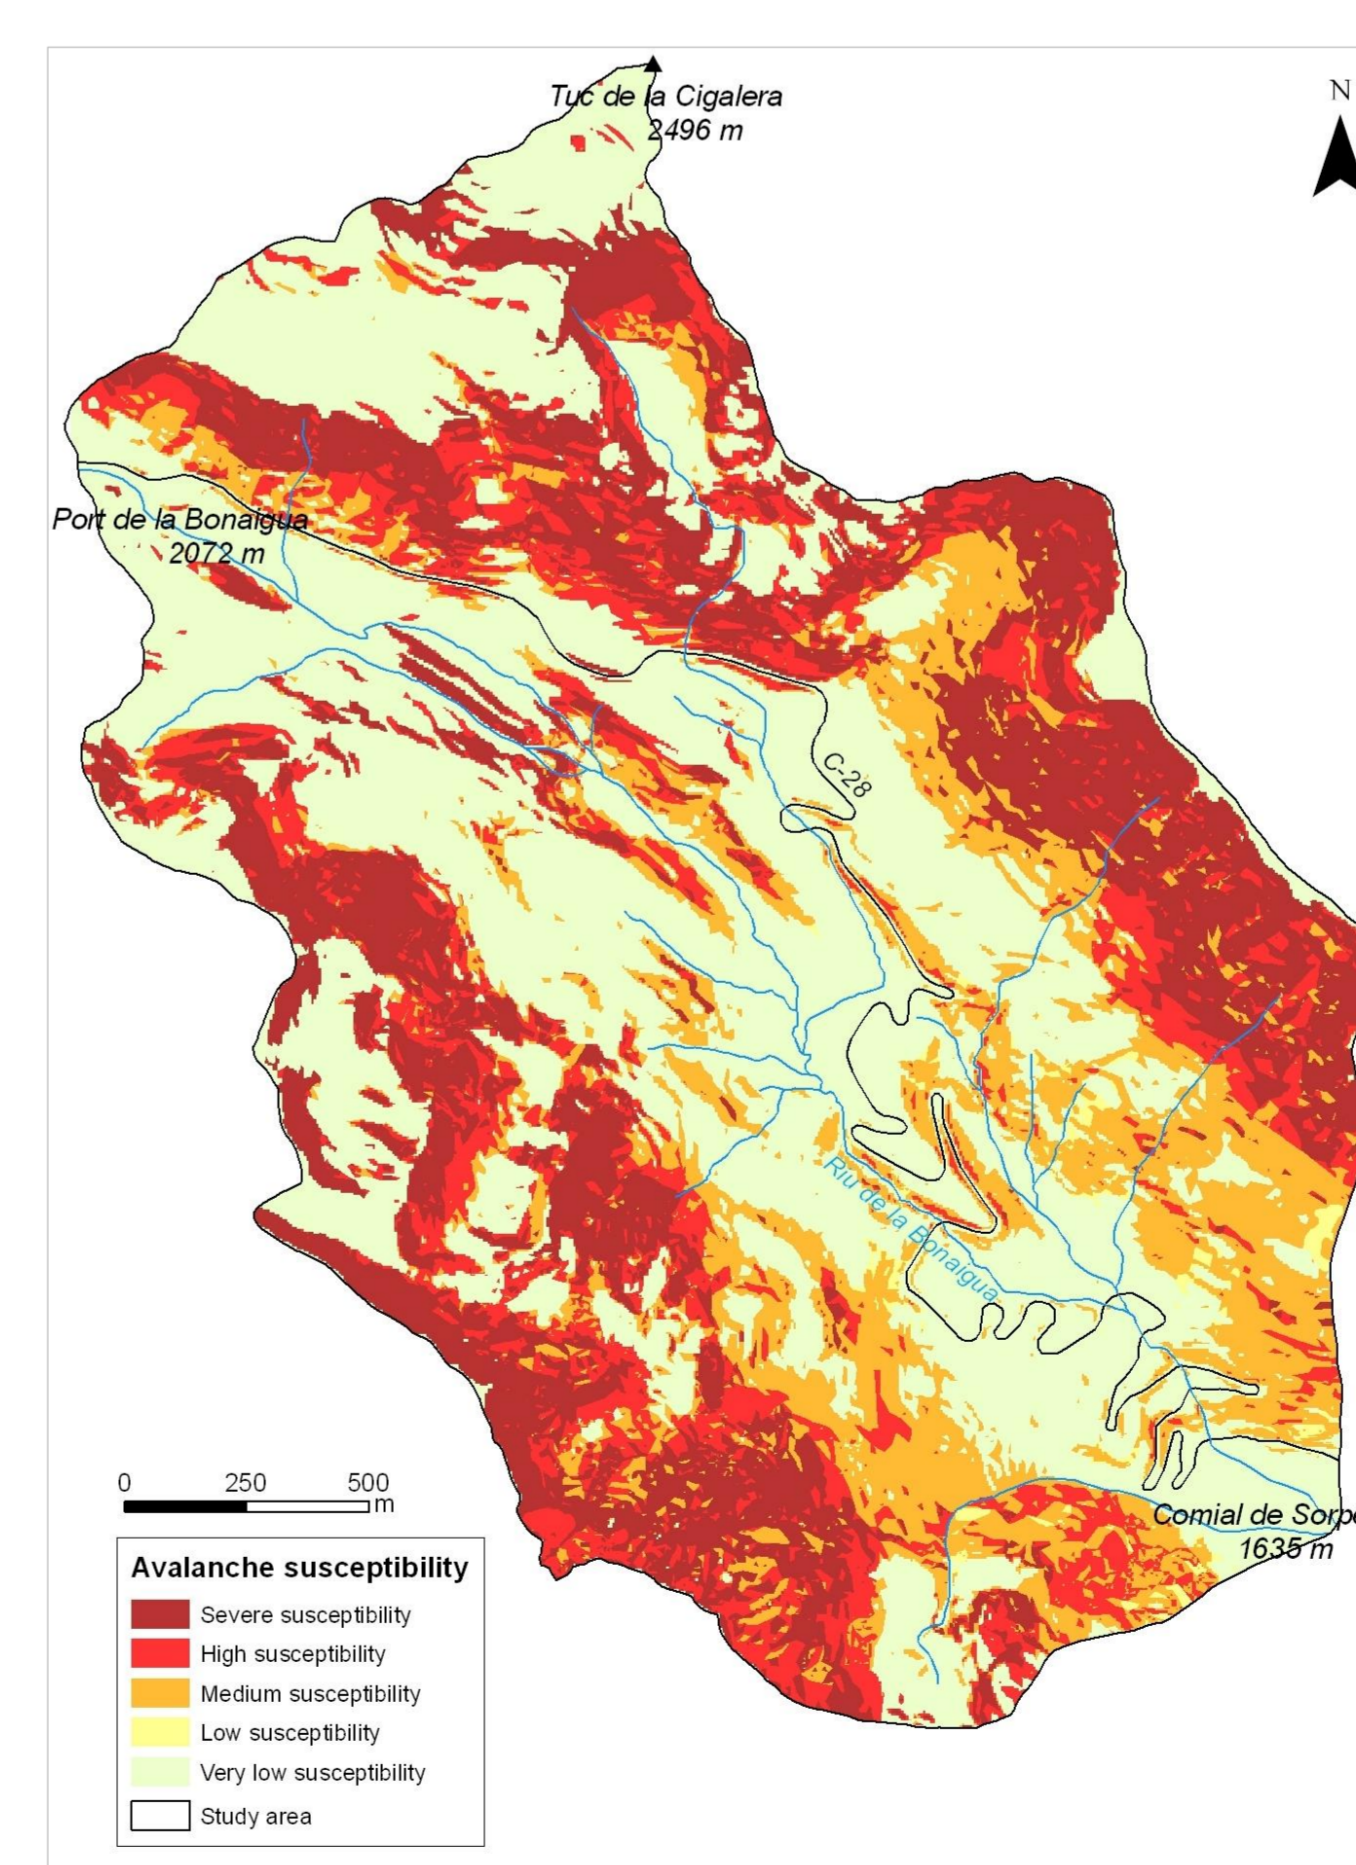 Tuc de la Cigalera
2496 m
N
Port de la Bonaigua
2072 m
C-28
Riu de la Bonaigua
0 250 500
m
Comial de Sorpe
1635 m
Avalanche susceptibility
Severe susceptibility
High susceptibility
Medium susceptibility
Low susceptibility
Very low susceptibility
Study area